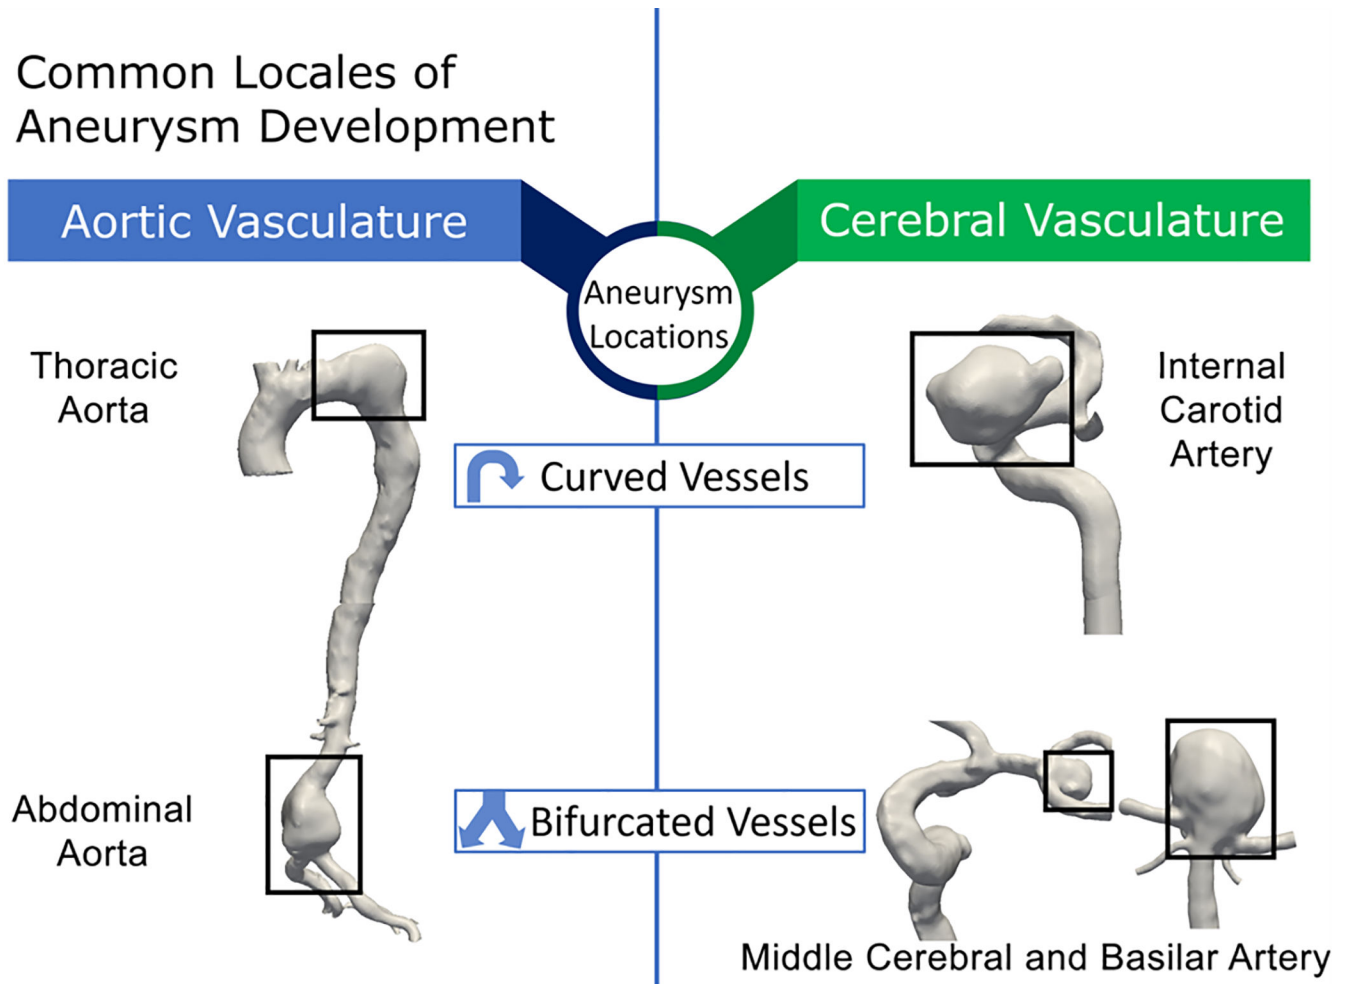 Common Locales of
Aneurysm Development
Aortic Vasculature
Cerebral Vasculature
Aneurysm
Locations
Thoracic
Aorta
Internal
Carotid
Artery
Curved Vessels
Abdominal
Aorta
Bifurcated Vessels
Middle Cerebral and Basilar Artery